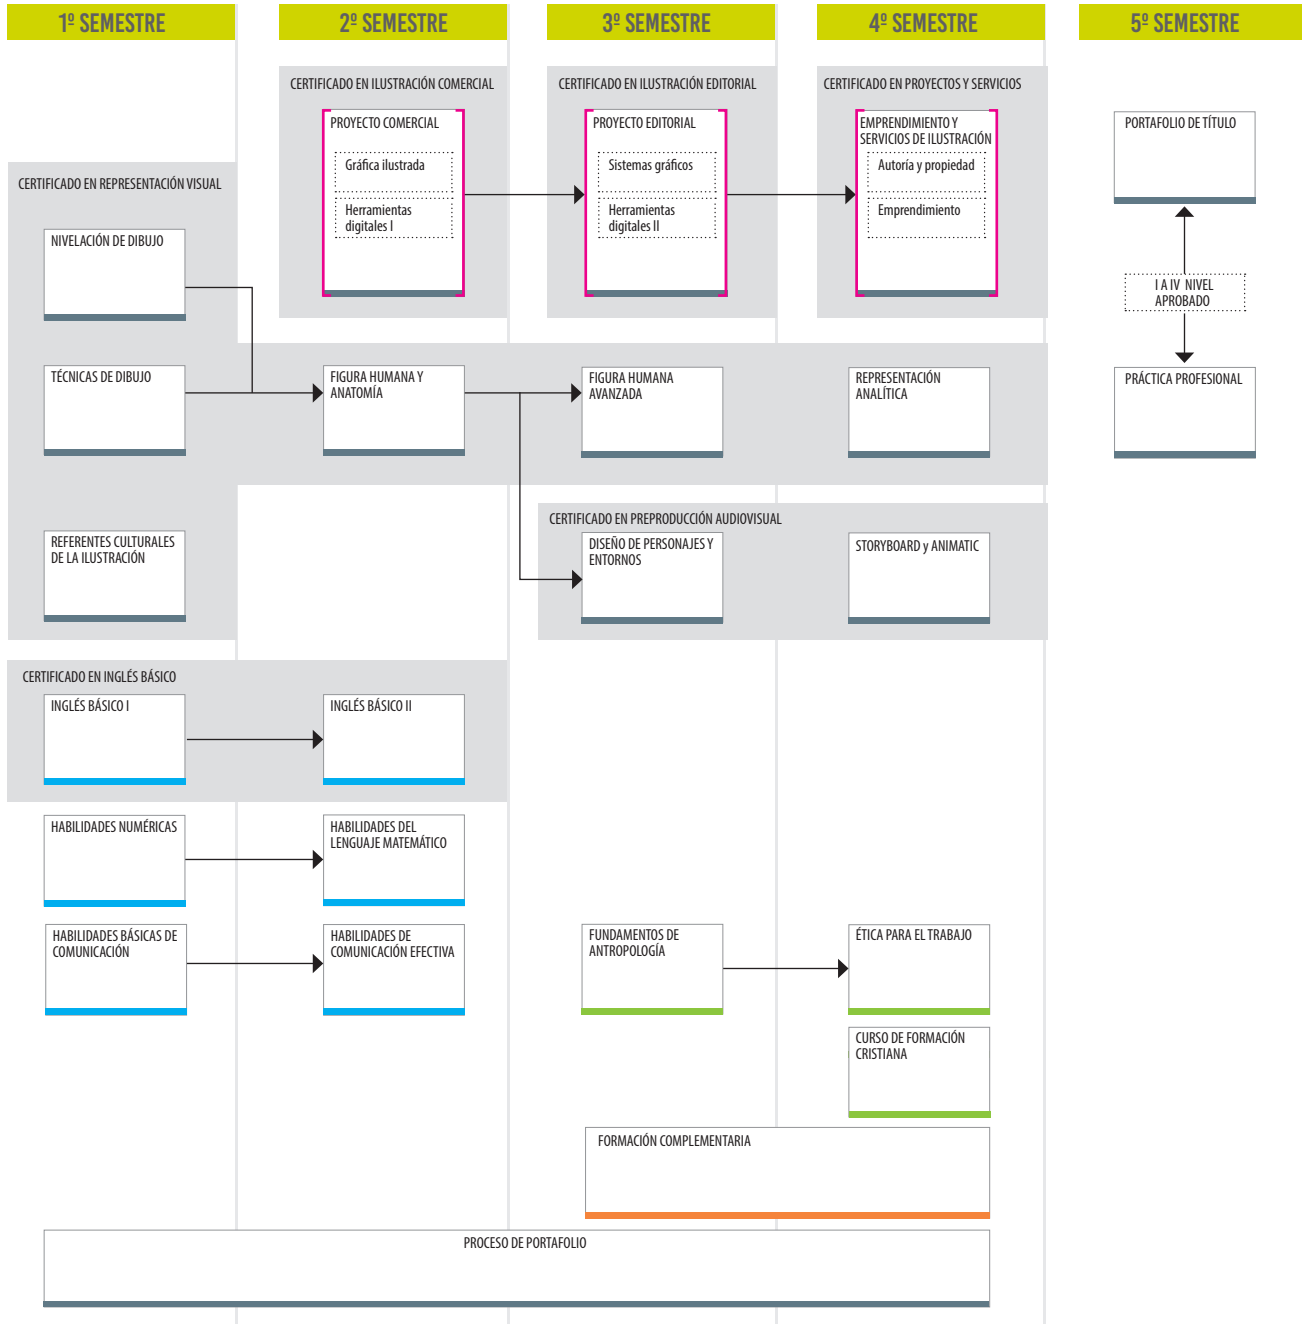 1º SEMESTRE
2º SEMESTRE
3º SEMESTRE
4º SEMESTRE
5º SEMESTRE
CERTIFICADO EN ILUSTRACIÓN COMERCIAL
CERTIFICADO EN ILUSTRACIÓN EDITORIAL
CERTIFICADO EN PROYECTOS Y SERVICIOS
PROYECTO COMERCIAL
Gráfica ilustrada
Herramientas
digitales I
PROYECTO EDITORIAL
Sistemas gráficos
Herramientas
digitales II
EMPRENDIMIENTO Y
SERVICIOS DE ILUSTRACIÓN
Autoría y propiedad
Emprendimiento
PORTAFOLIO DE TÍTULO
I A IV NIVEL
APROBADO
PRÁCTICA PROFESIONAL
CERTIFICADO EN REPRESENTACIÓN VISUAL
NIVELACIÓN DE DIBUJO
TÉCNICAS DE DIBUJO
FIGURA HUMANA Y
ANATOMÍA
FIGURA HUMANA
AVANZADA
REPRESENTACIÓN
ANALÍTICA
REFERENTES CULTURALES
DE LA ILUSTRACIÓN
CERTIFICADO EN PREPRODUCCIÓN AUDIOVISUAL
DISEÑO DE PERSONAJES Y
ENTORNOS
STORYBOARD y ANIMATIC
CERTIFICADO EN INGLÉS BÁSICO
INGLÉS BÁSICO I
INGLÉS BÁSICO II
HABILIDADES NUMÉRICAS
HABILIDADES DEL
LENGUAJE MATEMÁTICO
HABILIDADES BÁSICAS DE
COMUNICACIÓN
HABILIDADES DE
COMUNICACIÓN EFECTIVA
FUNDAMENTOS DE
ANTROPOLOGÍA
ÉTICA PARA EL TRABAJO
CURSO DE FORMACIÓN
CRISTIANA
FORMACIÓN COMPLEMENTARIA
PROCESO DE PORTAFOLIO